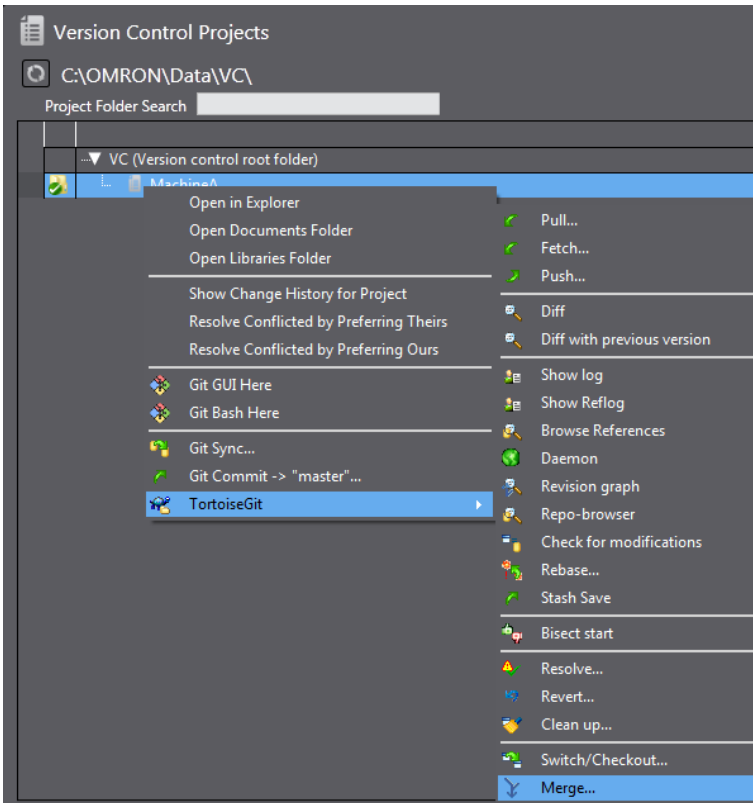 Version Control Projects
C:\OMRON\Data\VC\
Project Folder Search
VC (Version control root folder)
MachineA
Open in Explorer
Open Documents Folder
Open Libraries Folder
Show Change History for Project
Resolve Conflicted by Preferring Theirs
Resolve Conflicted by Preferring Ours
Git GUI Here
Git Bash Here
Git Sync...
Git Commit -> "master"...
TortoiseGit
Pull...
Fetch...
Push...
Diff
Diff with previous version
Show log
Show Reflog
Browse References
Daemon
Revision graph
Repo-browser
Check for modifications
Rebase...
Stash Save
Bisect start
Resolve...
Revert...
Clean up...
Switch/Checkout...
Merge...